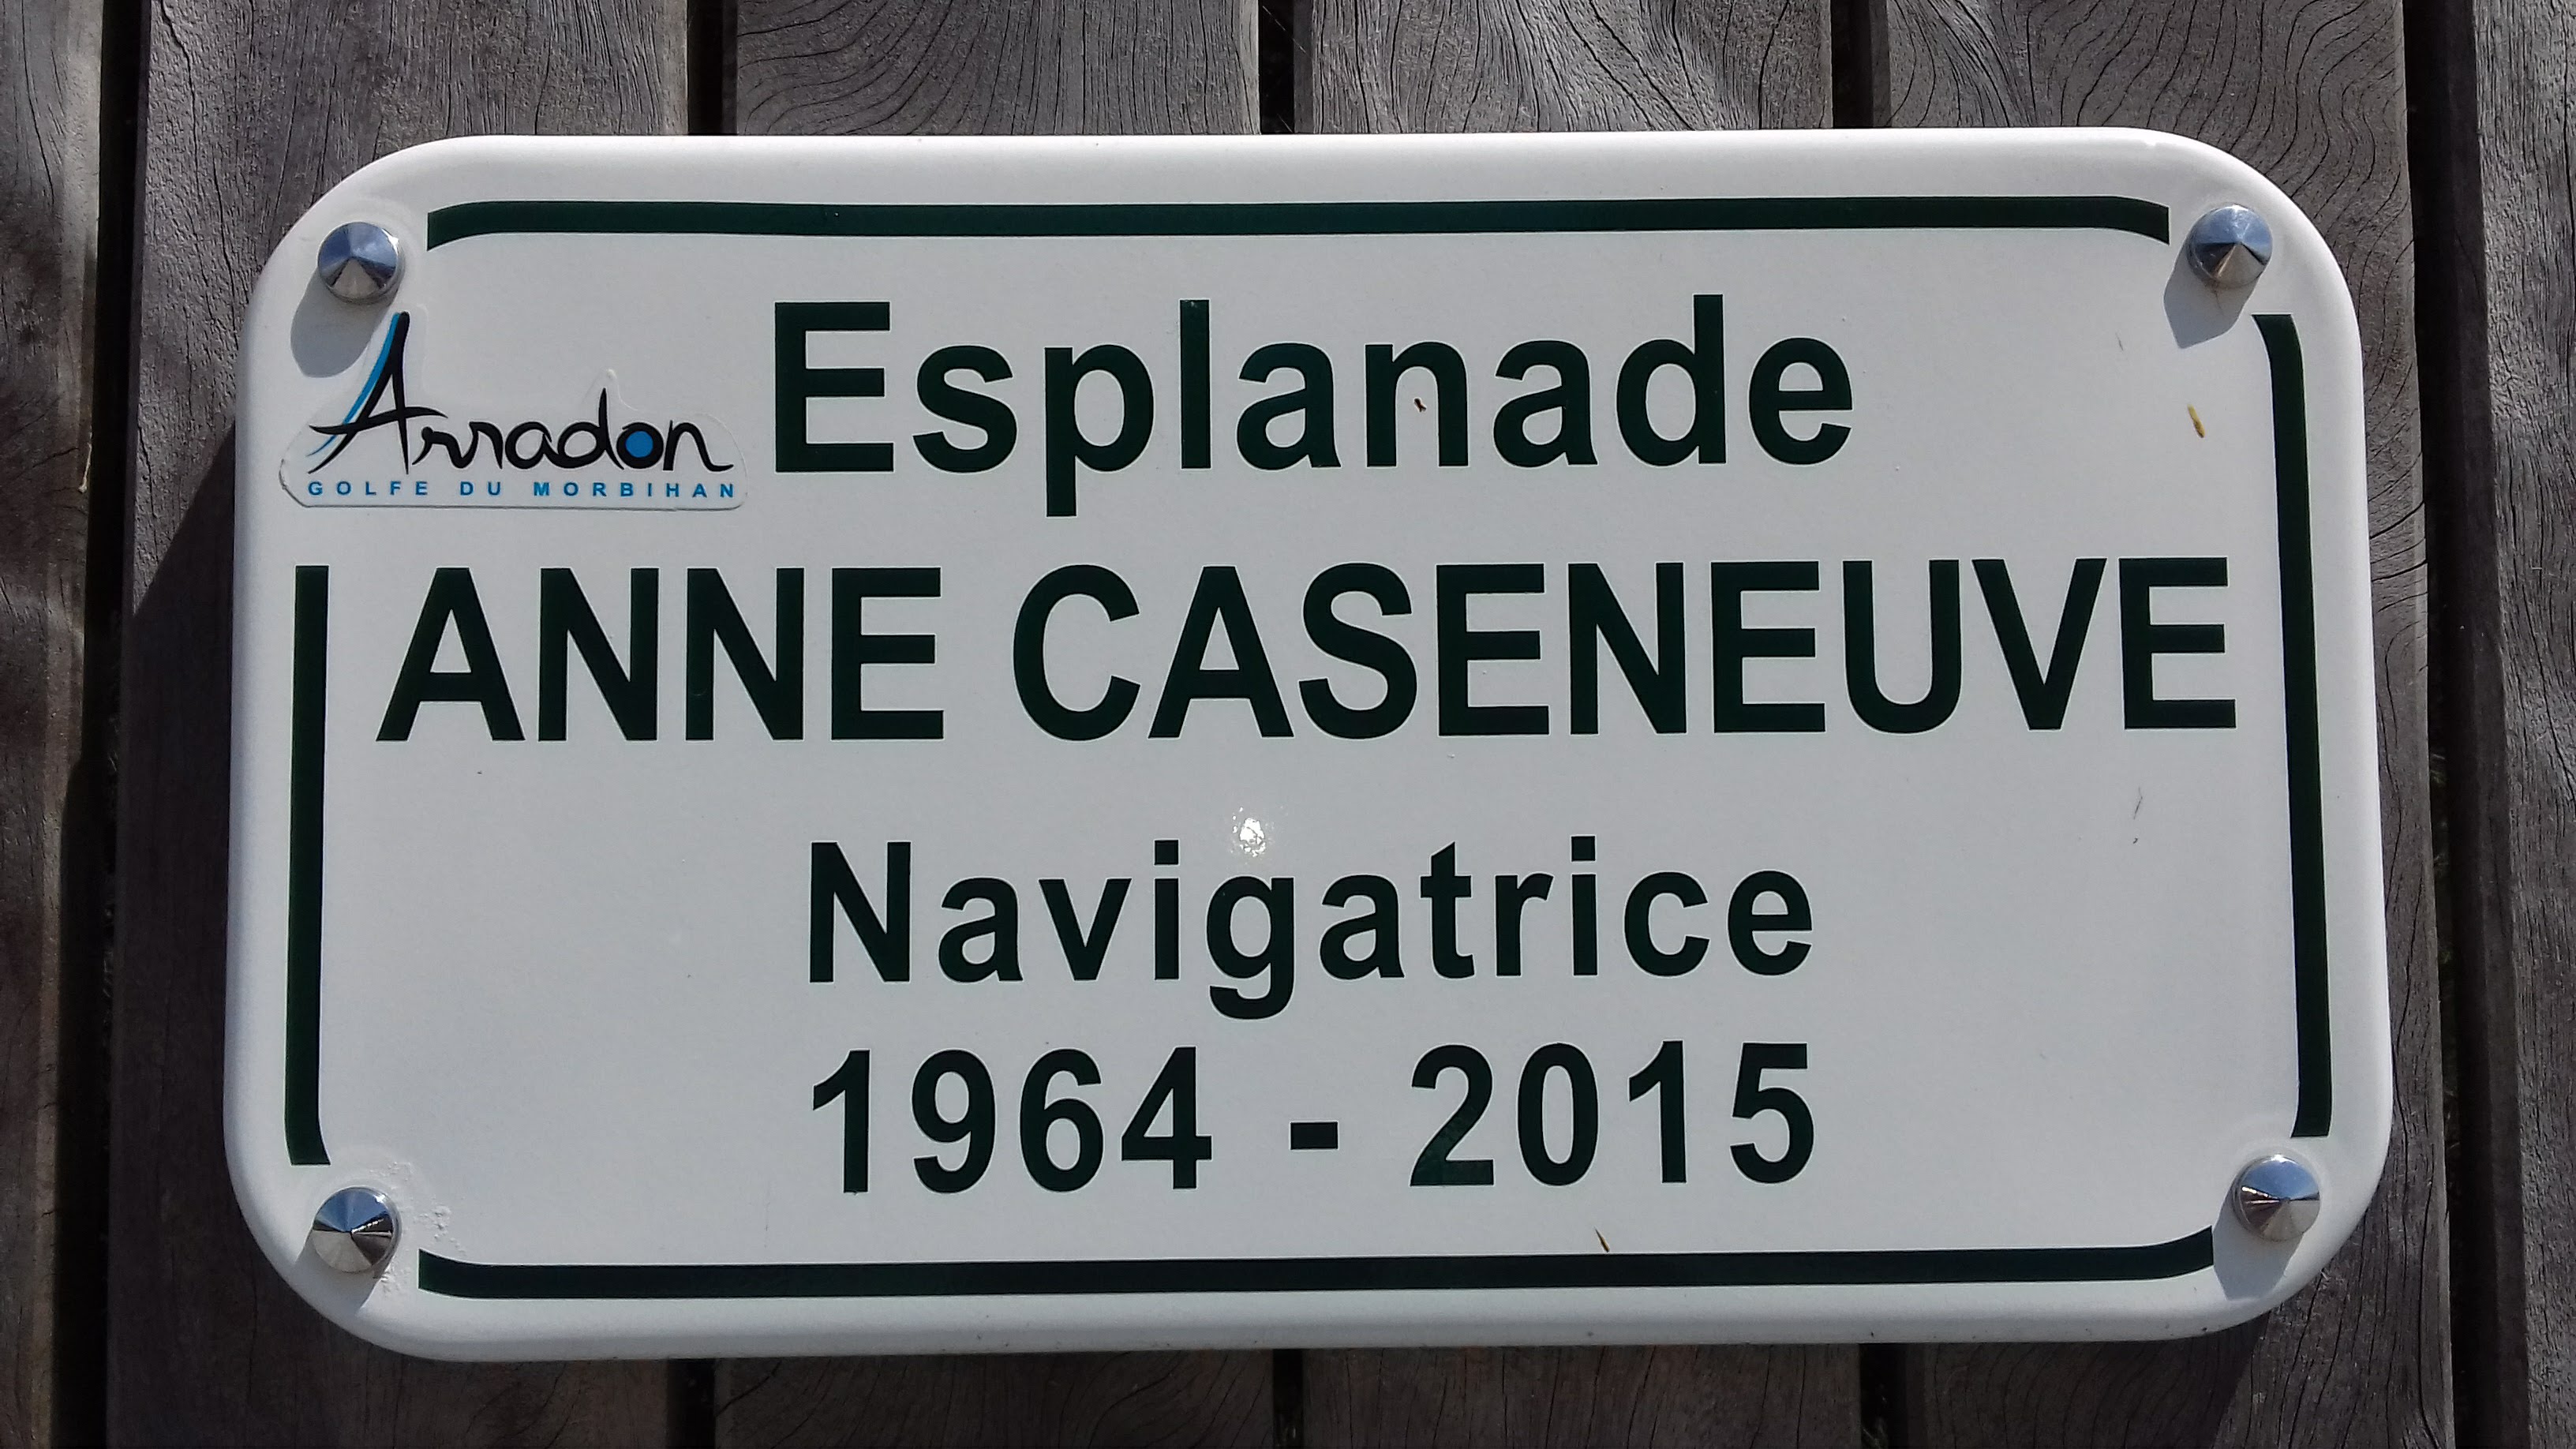 Arradon
GOLFE DU MORBIHAN
Esplanade
ANNE CASENEUVE
Navigatrice
1964 - 2015